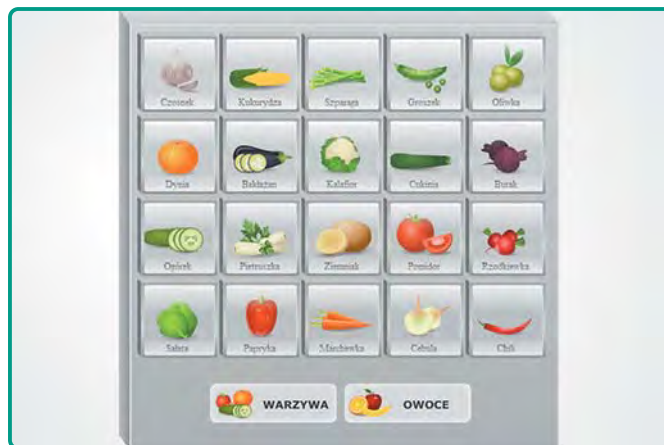 Czosnek Kukurydza Szparaga Groszek Oliwka
Dynia Bakłażan Kalafior Cukinia Burak
Ogórek Pietruszka Ziemniak Pomidor Rzodkiewka
Sałata Papryka Marchewka Cebula Chili
WARZYWA OWOCE